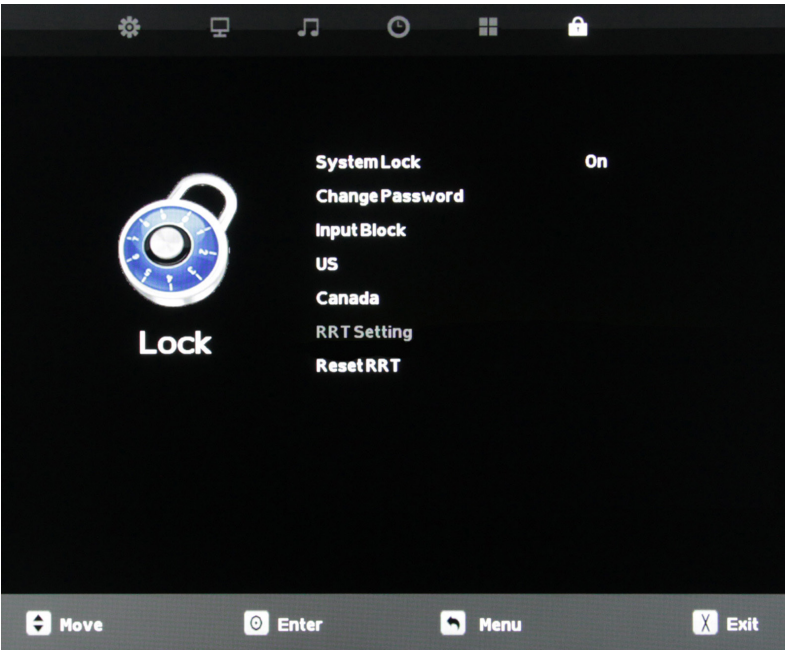 System Lock On
Change Password
Input Block
US
Canada
RRT Setting
Reset RRT
Lock
Move Enter Menu Exit